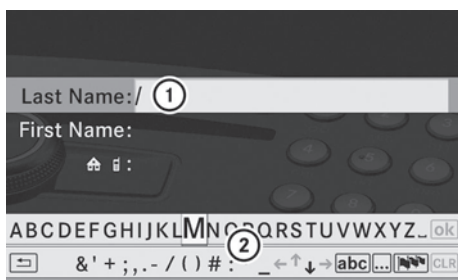 Last Name:/ 1
First Name:
:
ABCDEFGHIJKLMNOPQRSTUVWXYZ_ ok
2
& ' + ; , . - / ( ) # : _ ←↑↓→ abc ... CLR